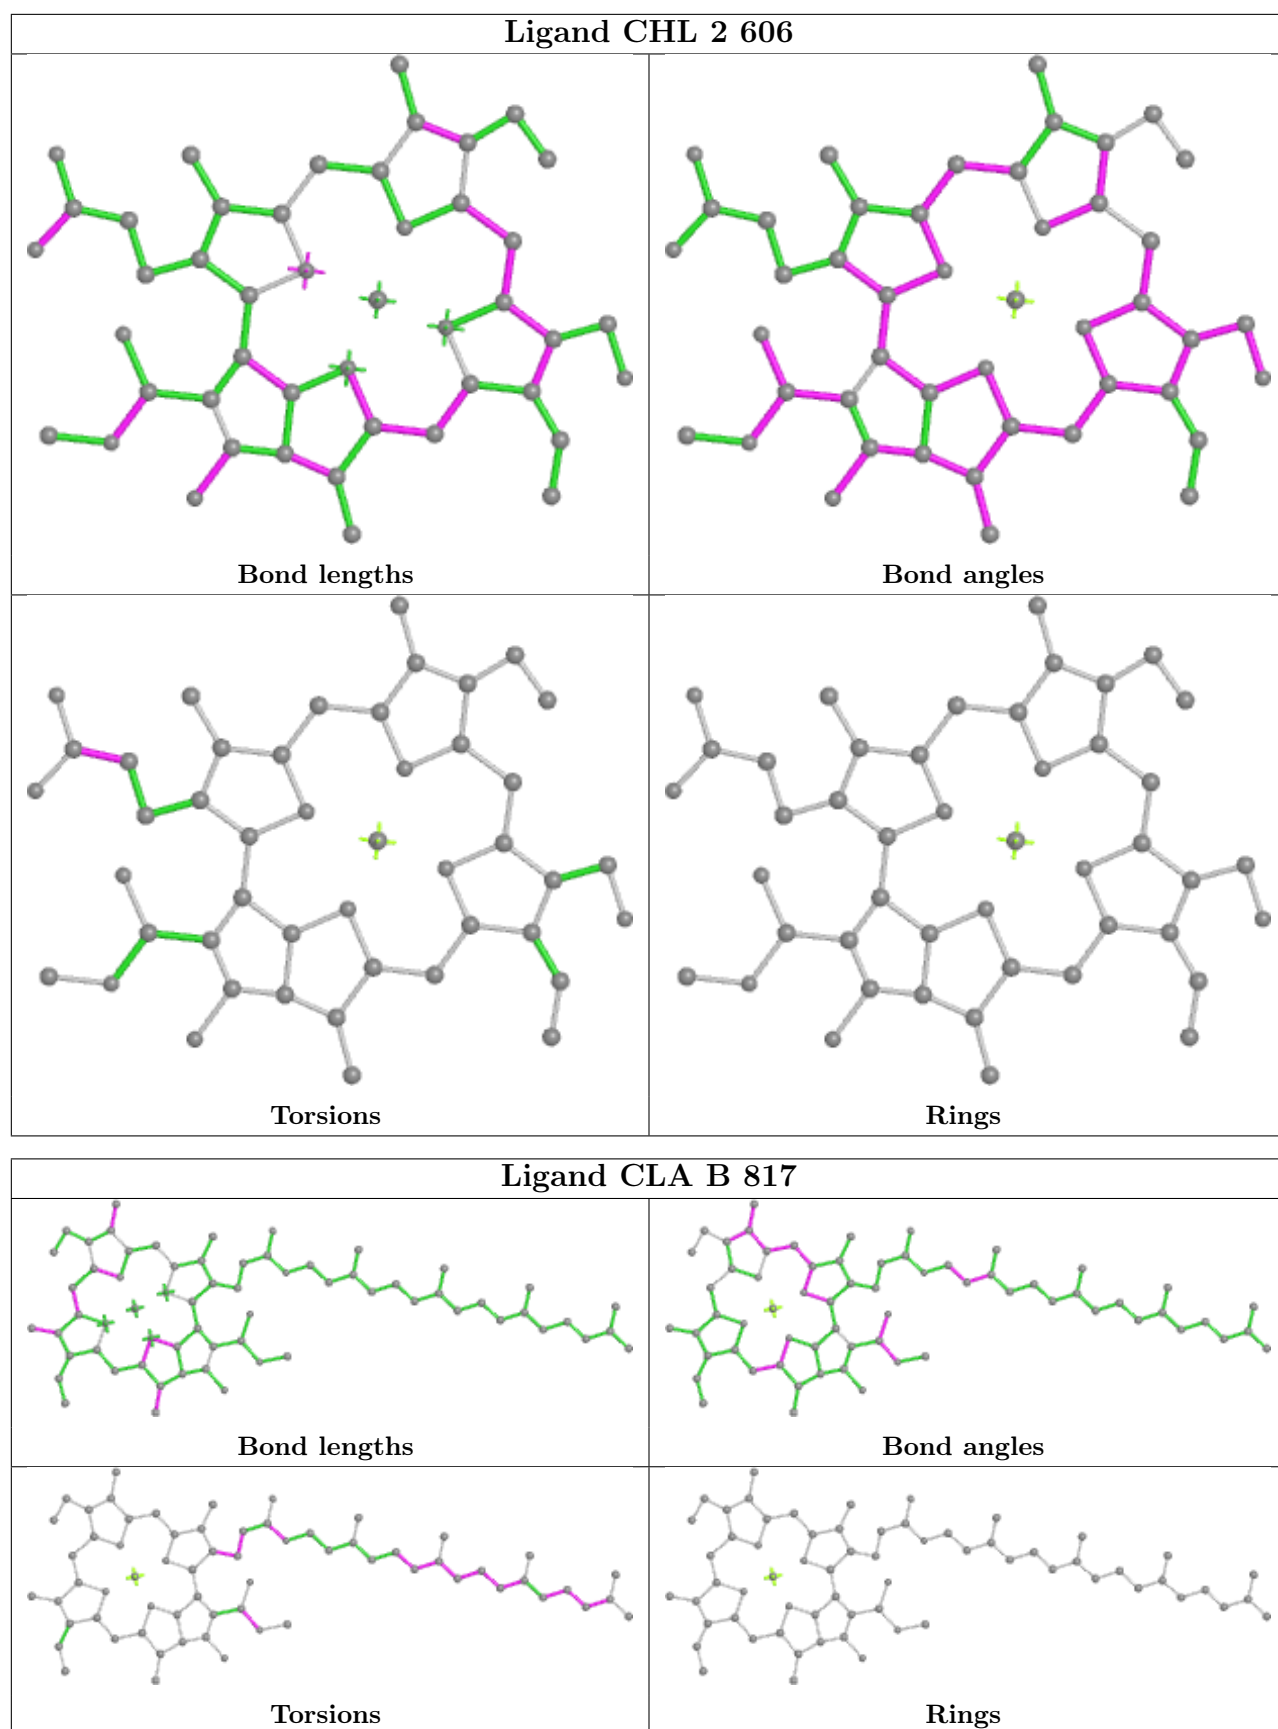 Ligand CHL 2 606
Bond lengths
Bond angles
Torsions
Rings
Ligand CLA B 817
Bond lengths
Bond angles
Torsions
Rings